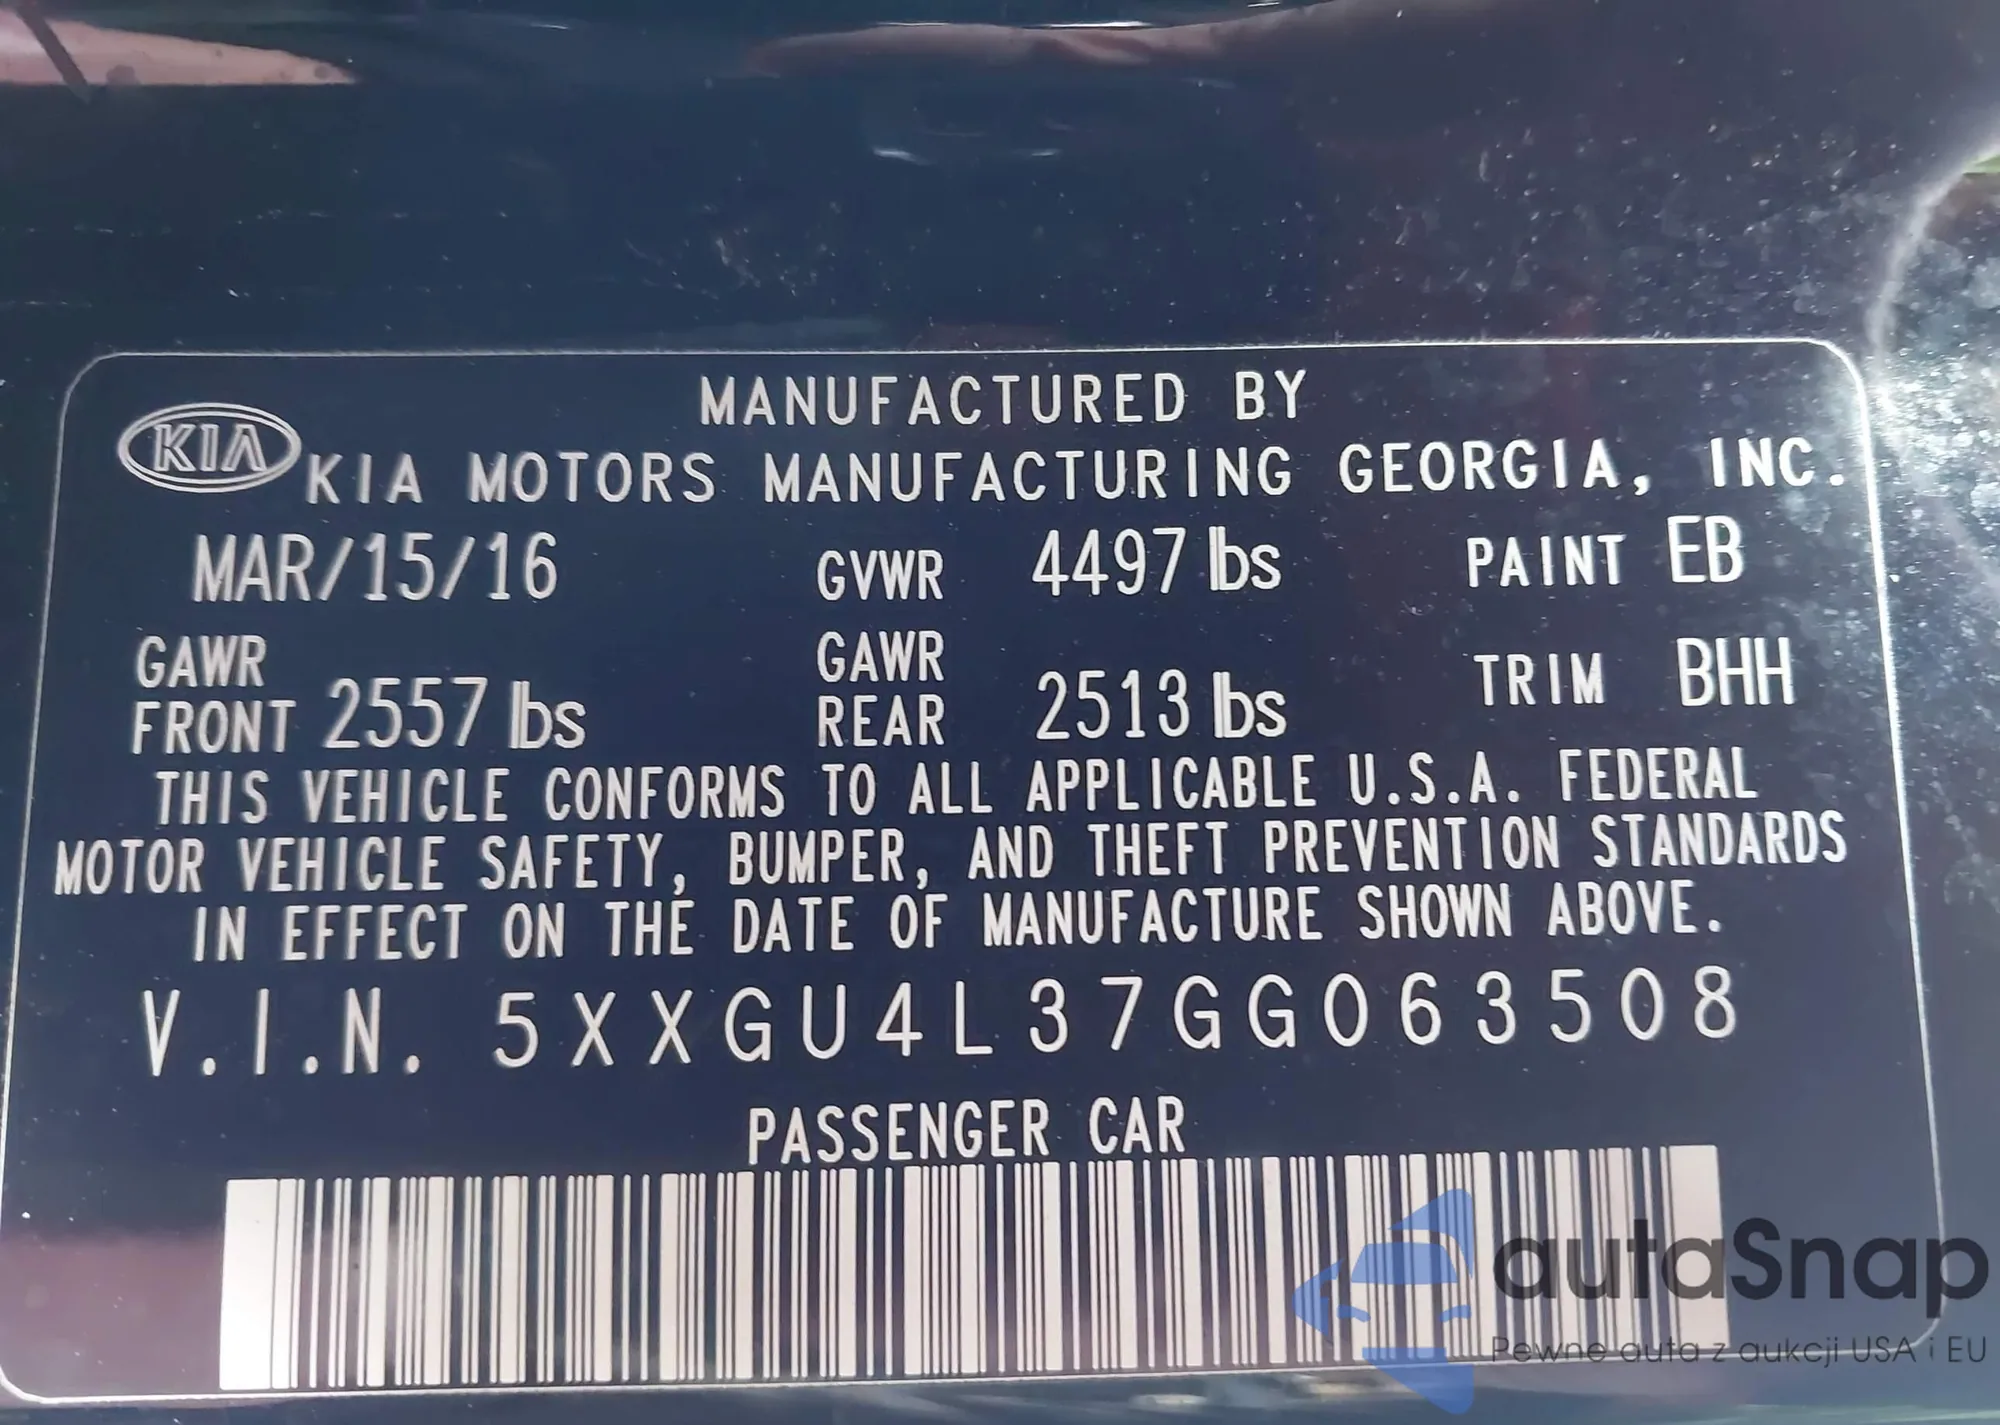 MANUFACTURED BY
KIA KIA MOTORS MANUFACTURING GEORGIA, INC.
MAR/15/16 GVWR 4497 lbs PAINT EB
GAWR FRONT 2557 lbs GAWR REAR 2513 lbs TRIM BHH
THIS VEHICLE CONFORMS TO ALL APPLICABLE U.S.A. FEDERAL
MOTOR VEHICLE SAFETY, BUMPER, AND THEFT PREVENTION STANDARDS
IN EFFECT ON THE DATE OF MANUFACTURE SHOWN ABOVE.
V.I.N. 5XXGU4L37GG063508
PASSENGER CAR
autaSnap
Pewne auta z aukcji USA i EU